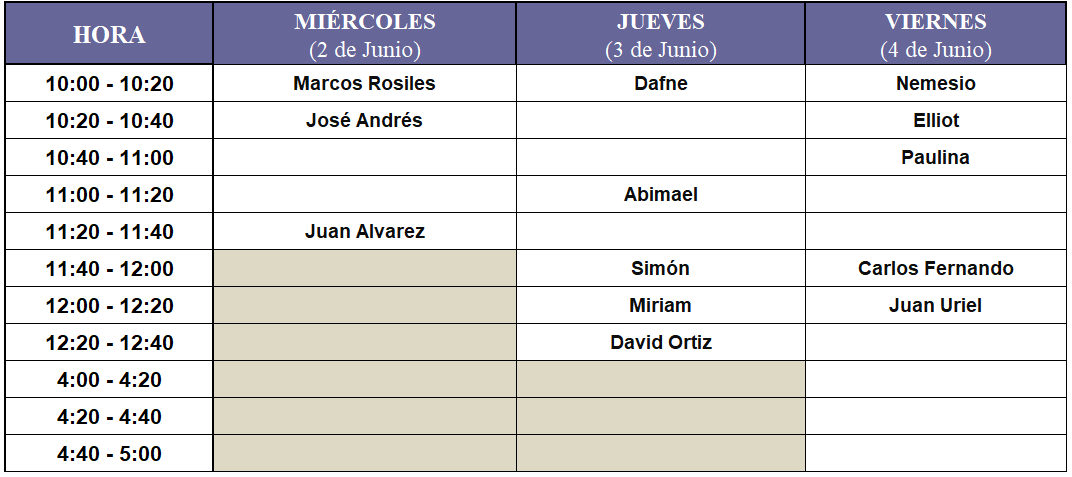 HORA MIÉRCOLES JUEVES VIERNES
(2 de Junio) (3 de Junio) (4 de Junio)
10:00 - 10:20 Marcos Rosiles Dafne Nemesio
10:20 - 10:40 José Andrés Elliot
10:40 - 11:00 Paulina
11:00 - 11:20 Abimael
11:20 - 11:40 Juan Alvarez
11:40 - 12:00 Simón Carlos Fernando
12:00 - 12:20 Miriam Juan Uriel
12:20 - 12:40 David Ortiz
4:00 - 4:20
4:20 - 4:40
4:40 - 5:00